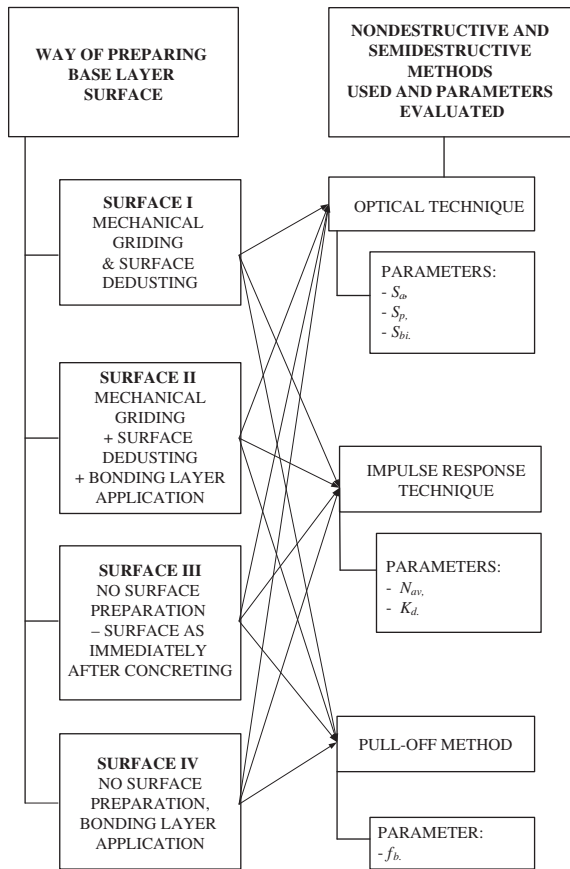 WAY OF PREPARING
BASE LAYER
SURFACE
SURFACE I
MECHANICAL
GRIDING
& SURFACE
DEDUSTING
SURFACE II
MECHANICAL
GRIDING
+ SURFACE
DEDUSTING
+ BONDING LAYER
APPLICATION
SURFACE III
NO SURFACE
PREPARATION
– SURFACE AS
IMMEDIATELY
AFTER CONCRETING
SURFACE IV
NO SURFACE
PREPARATION,
BONDING LAYER
APPLICATION
NONDESTRUCTIVE AND
SEMIDESTRUCTIVE
METHODS
USED AND PARAMETERS
EVALUATED
OPTICAL TECHNIQUE
PARAMETERS:
- Sa,
- Sp,
- Sbi.
IMPULSE RESPONSE
TECHNIQUE
PARAMETERS:
- Nav,
- Kd.
PULL-OFF METHOD
PARAMETER:
- fb.